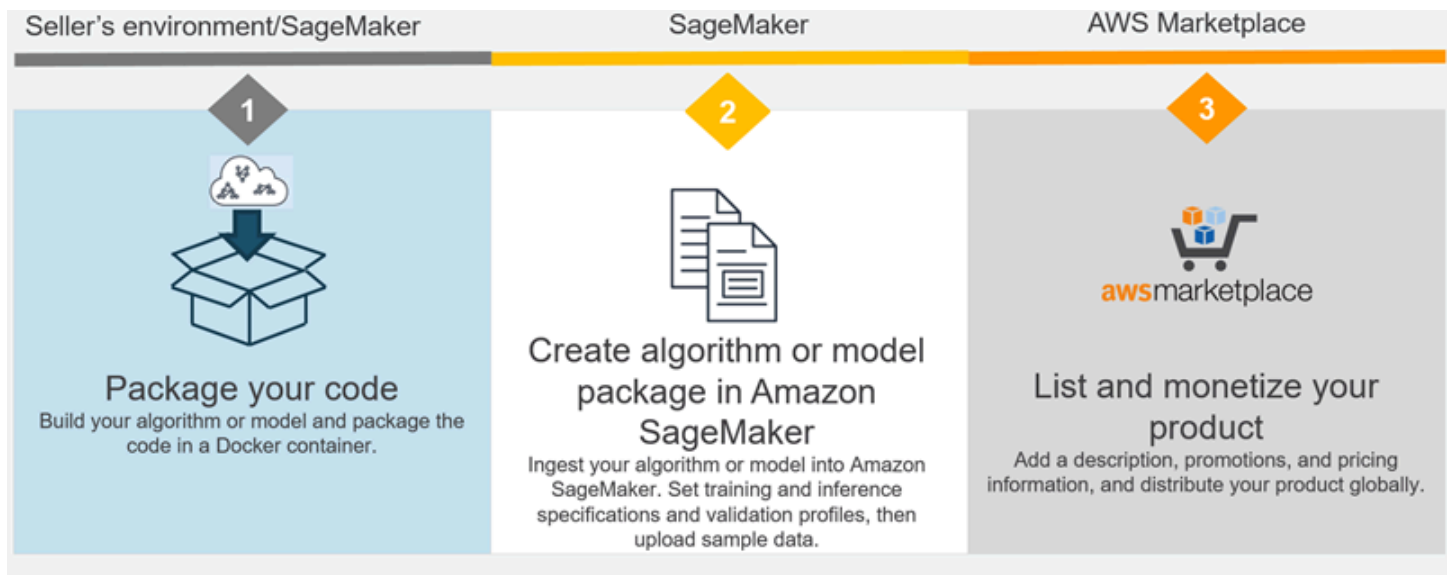 Seller's environment/SageMaker
SageMaker
AWS Marketplace
1
2
3
Package your code
Build your algorithm or model and package the
code in a Docker container.
Create algorithm or model
package in Amazon
SageMaker
Ingest your algorithm or model into Amazon
SageMaker. Set training and inference
specifications and validation profiles, then
upload sample data.
awsmarketplace
List and monetize your
product
Add a description, promotions, and pricing
information, and distribute your product globally.